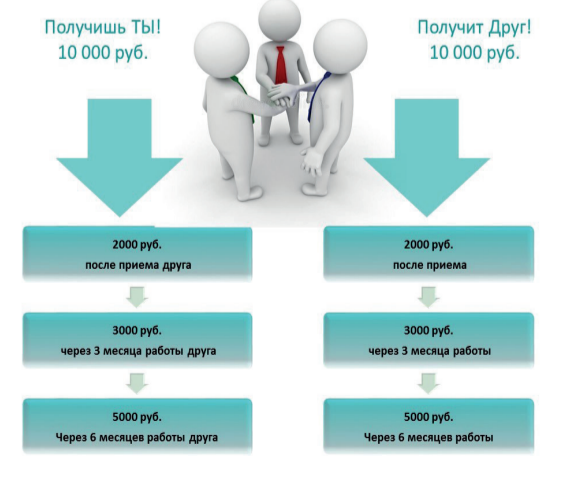 Получишь ТЫ!
10 000 руб.
Получит Друг!
10 000 руб.
2000 руб.
после приема друга
3000 руб.
через 3 месяца работы друга
5000 руб.
Через 6 месяцев работы друга
2000 руб.
после приема
3000 руб.
через 3 месяца работы
5000 руб.
Через 6 месяцев работы